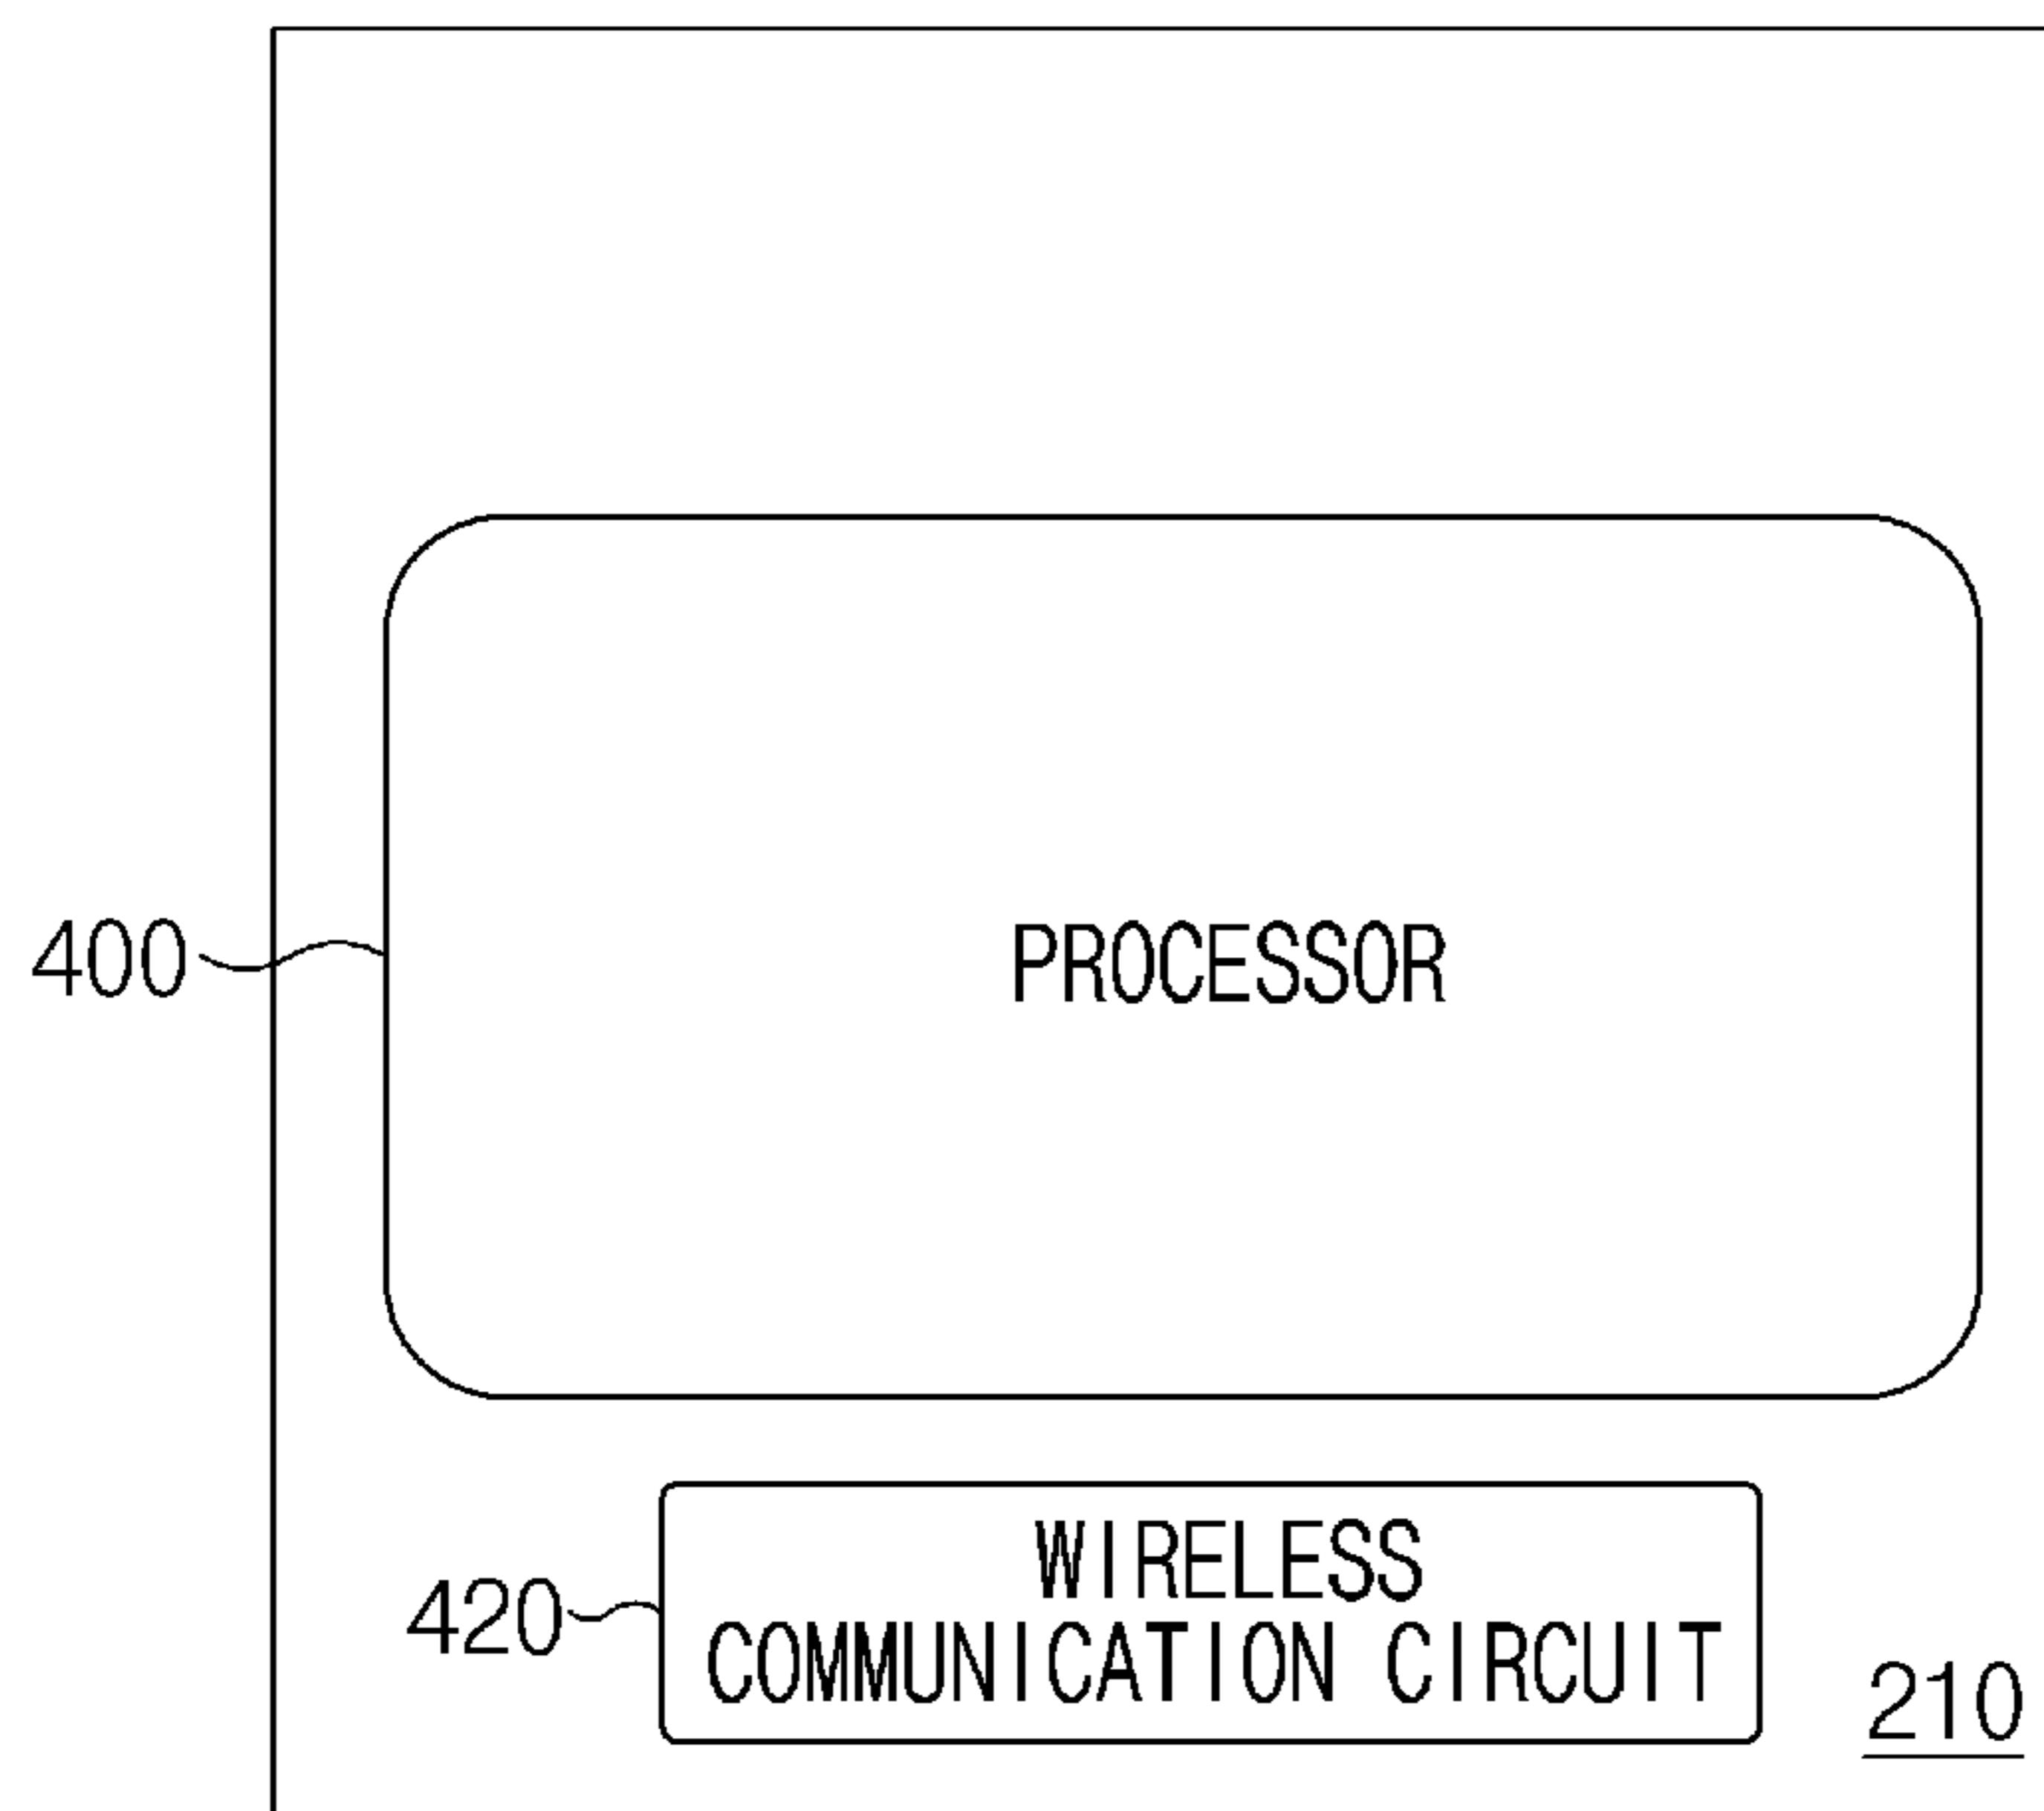 400
PROCESSOR
420
WIRELESS
COMMUNICATION CIRCUIT
210